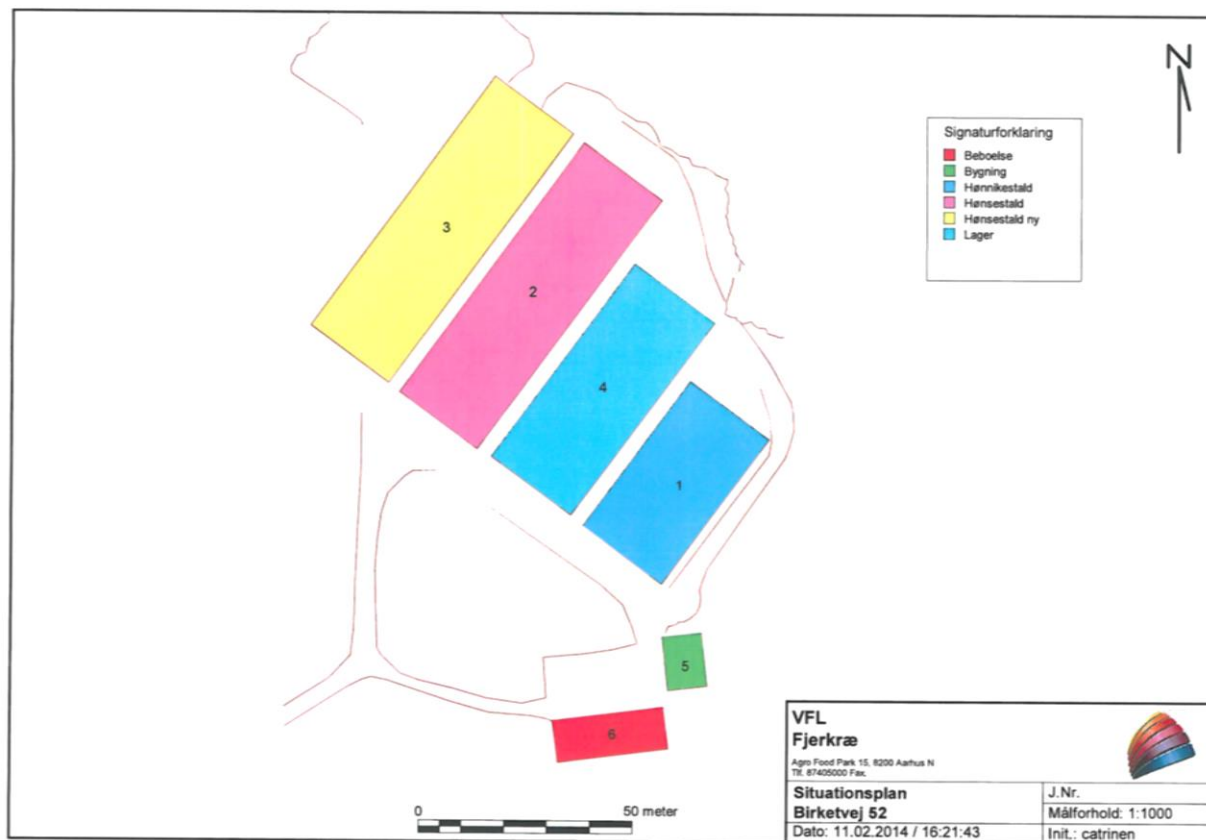 N
Signaturforklaring
Beboelse
Bygning
Hønnikestald
Hønsestald
Hønsestald ny
Lager
3
2
4
1
5
6
0 50 meter
VFL
Fjerkræ
Agro Food Park 15, 8200 Aarhus N
Tlf. 87405000 Fax.
Situationsplan
Birketvej 52
J.Nr.
Målforhold: 1:1000
Dato: 11.02.2014 / 16:21:43
Init.: catrinen